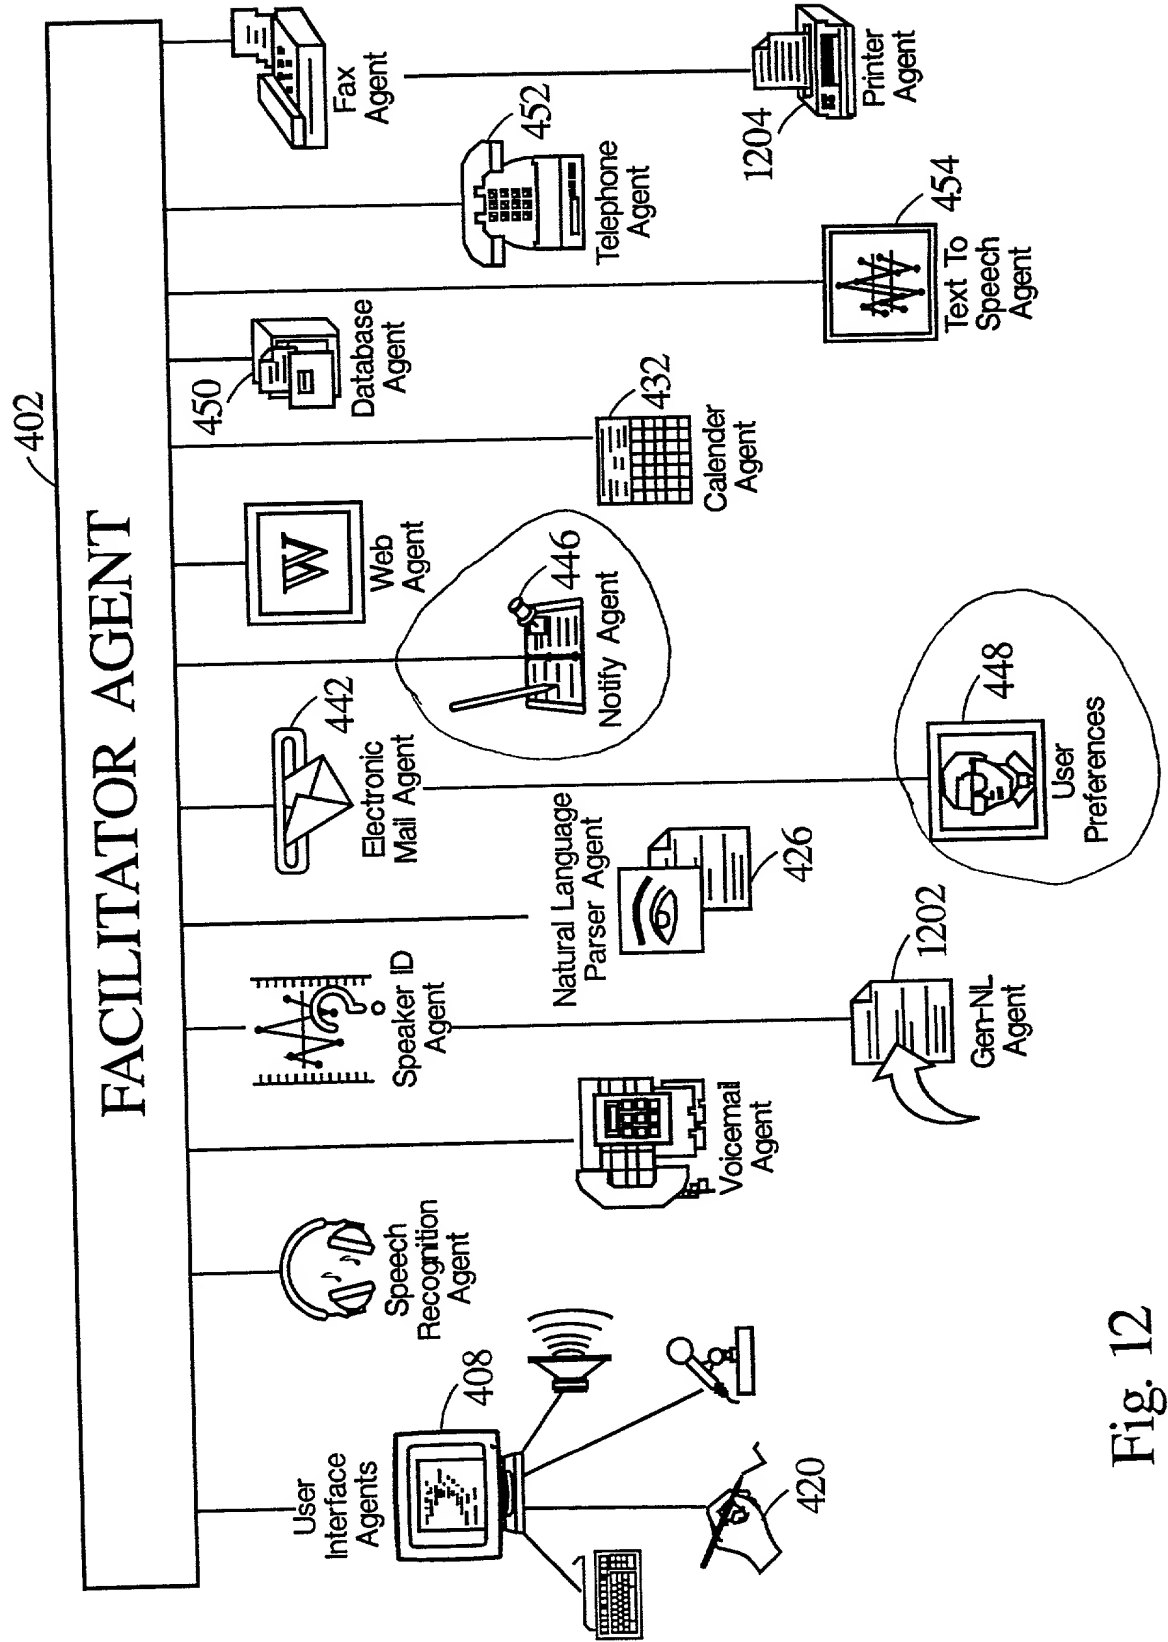 402
FACILITATOR AGENT
User
Interface
Agents
408
420
Speech
Recognition
Agent
Voicemail
Agent
Speaker ID
Agent
Gen-NL
Agent
1202
Natural Language
Parser Agent
426
Electronic
Mail Agent
442
User
Preferences
448
Notify Agent
446
W
Web
Agent
Calender
Agent
432
Database
Agent
450
Text To
Speech
Agent
454
Telephone
Agent
452
Fax
Agent
Printer
Agent
1204
Fig. 12